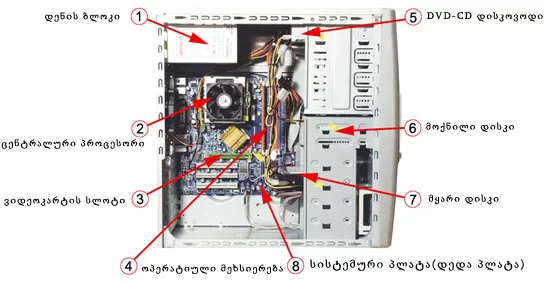 დენის ბლოკი 1
5 DVD-CD დისკოვოდი
2
ცენტრალური პროცესორი
6 მოქნილი დისკი
ვიდეოკარტის სლოტი 3
7 მყარი დისკი
4 ოპერატიული მეხსიერება
8 სისტემური პლატა(დედა პლატა)